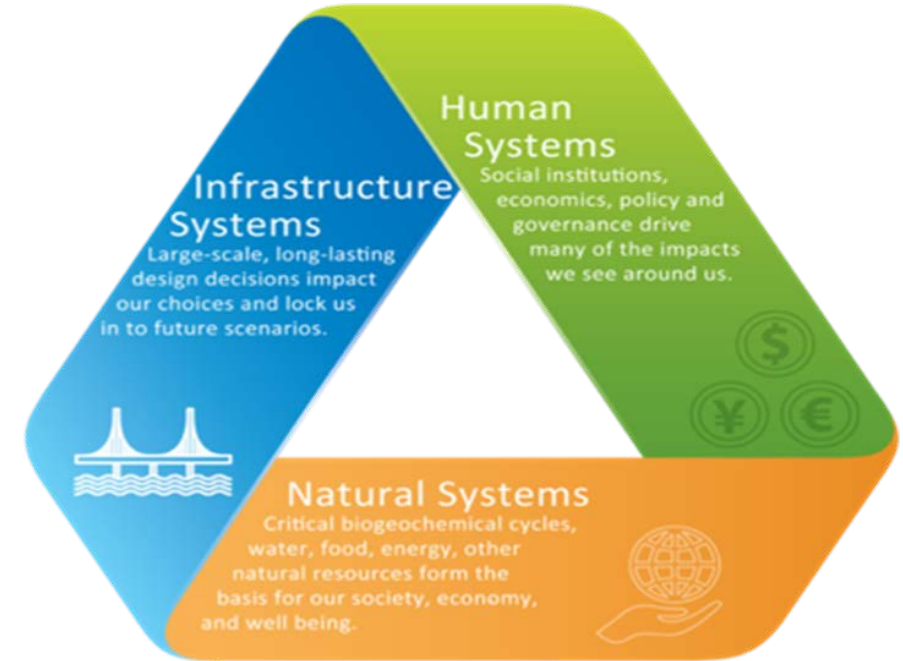 Human
Systems
Social institutions,
economics, policy and
governance drive
many of the impacts
we see around us.
Infrastructure
Systems
Large-scale, long-lasting
design decisions impact
our choices and lock us
in to future scenarios.
$
¥
€
Natural Systems
Critical biogeochemical cycles,
water, food, energy, other
natural resources form the
basis for our society, economy,
and well being.